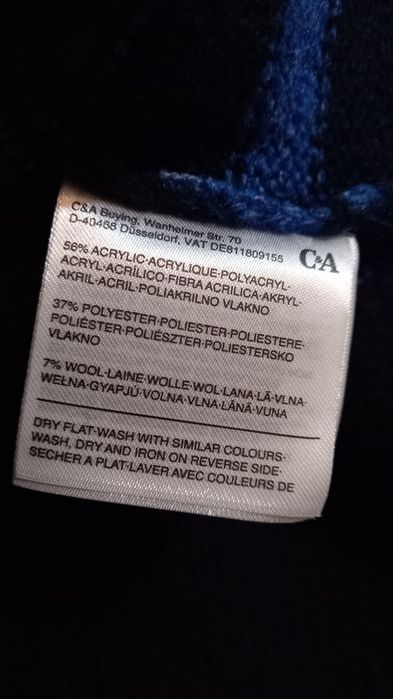 C&A Buying, Wanheimer Str. 70
D-40468 Düsseldorf, VAT DE811809155
C&A
56% ACRYLIC·ACRYLIQUE·POLYACRYL·
ACRYL·ACRÍLICO·FIBRA ACRILICA·AKRYL·
AKRIL·ACRIL·POLIAKRILNO VLAKNO
37% POLYESTER·POLIESTER·POLIESTERE·
POLIÉSTER·POLIÉSZTER·POLIESTERSKO
VLAKNO
7% WOOL·LAINE·WOLLE·WOL·LANA·LÃ·VLNA·
WEŁNA·GYAPJÚ·VOLNA·VLNA·LÂNĂ·VUNA
DRY FLAT·WASH WITH SIMILAR COLOURS·
WASH, DRY AND IRON ON REVERSE SIDE·
SECHER A PLAT·LAVER AVEC COULEURS DE